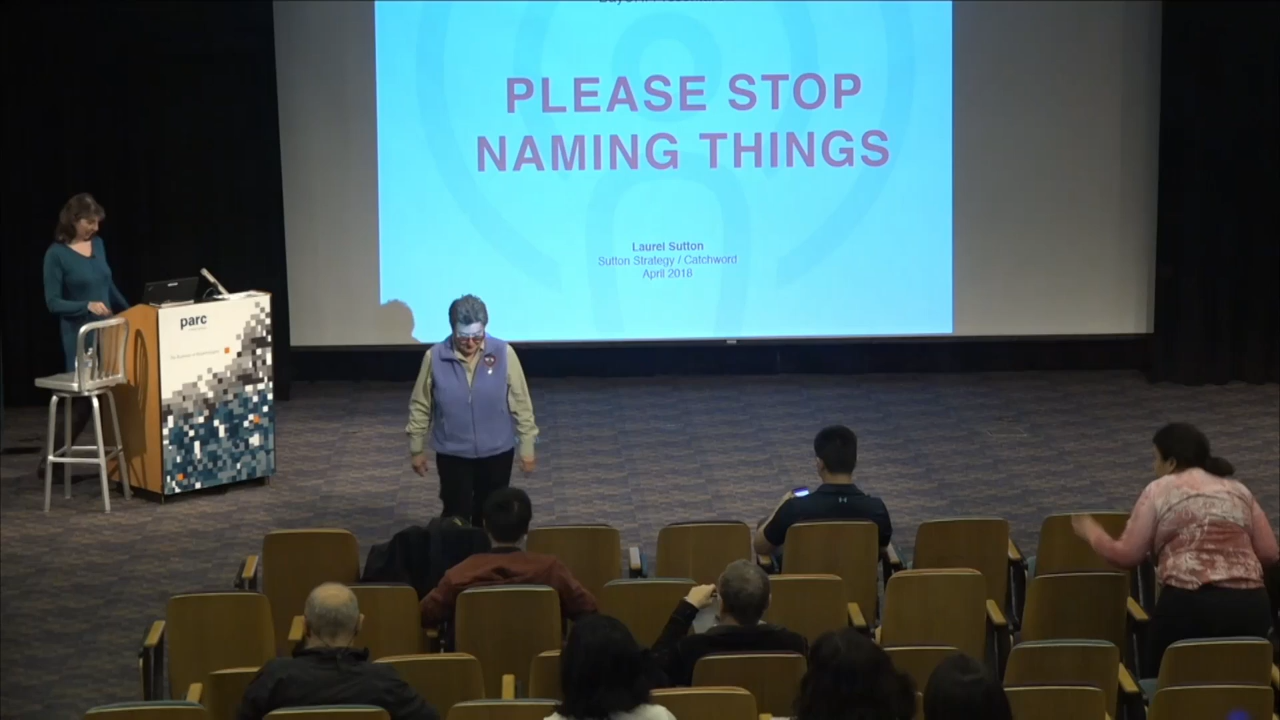 PLEASE STOP
NAMING THINGS
Laurel Sutton
Sutton Strategy / Catchword
April 2018
parc